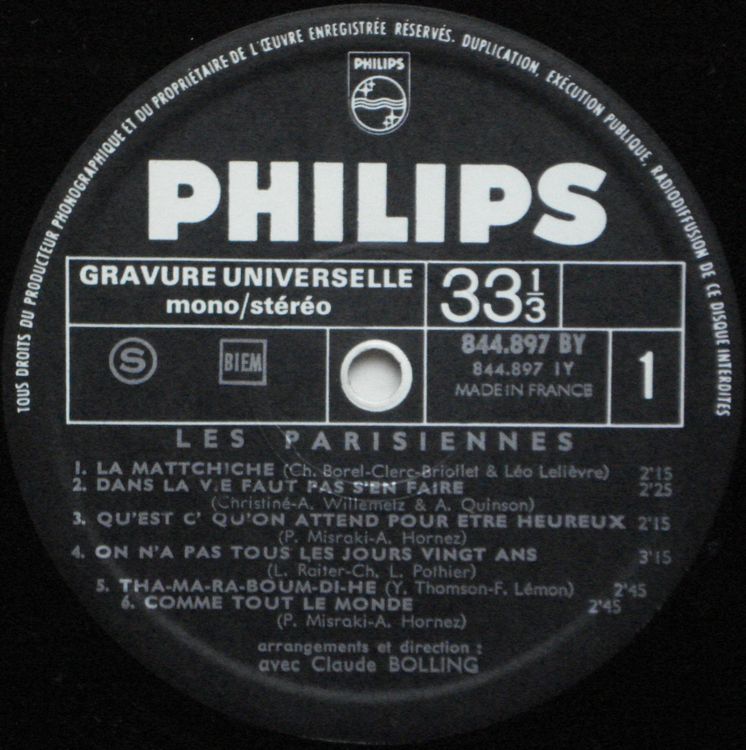 TOUS DROITS DU PRODUCTEUR PHONOGRAPHIQUE ET DU PROPRIÉTAIRE DE L'ŒUVRE ENREGISTRÉE RÉSERVÉS. DUPLICATION, EXÉCUTION PUBLIQUE, RADIODIFFUSION DE CE DISQUE INTERDITES
PHILIPS
PHILIPS
GRAVURE UNIVERSELLE
mono/stéréo
33 1/3
S
BIEM
844.897 BY
844.897 1Y
MADE IN FRANCE
1
LES PARISIENNES
1. LA MATTCHICHE (Ch. Borel-Clerc-Briollet & Léo Lelièvre) 2'15
2. DANS LA V.E FAUT PAS S'EN FAIRE 2'25
(Christiné-A. Willemelz & A. Quinson)
3. QU'EST C' QU'ON ATTEND POUR ETRE HEUREUX 2'15
(P. Misraki-A. Hornez)
4. ON N'A PAS TOUS LES JOURS VINGT ANS 3'15
(L. Raiter-Ch. L. Pothier)
5. THA-MA-RA-BOUM-DI-HE (Y. Thomson-F. Lémon) 2'45
6. COMME TOUT LE MONDE 2'45
(P. Misraki-A. Hornez)
arrangements et direction :
avec Claude BOLLING